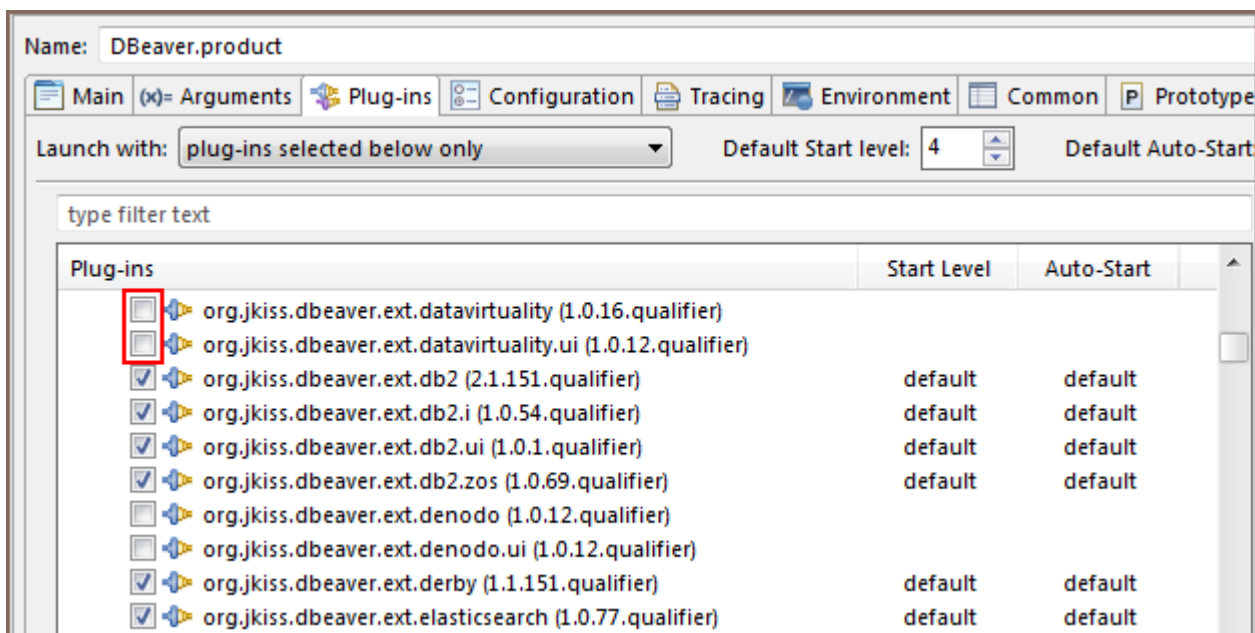 Name: DBeaver.product
Main (x)= Arguments Plug-ins Configuration Tracing Environment Common P Prototype
Launch with: plug-ins selected below only Default Start level: 4 Default Auto-Start
type filter text
Plug-ins Start Level Auto-Start
org.jkiss.dbeaver.ext.datavirtuality (1.0.16.qualifier)
org.jkiss.dbeaver.ext.datavirtuality.ui (1.0.12.qualifier)
org.jkiss.dbeaver.ext.db2 (2.1.151.qualifier) default default
org.jkiss.dbeaver.ext.db2.i (1.0.54.qualifier) default default
org.jkiss.dbeaver.ext.db2.ui (1.0.1.qualifier) default default
org.jkiss.dbeaver.ext.db2.zos (1.0.69.qualifier) default default
org.jkiss.dbeaver.ext.denodo (1.0.12.qualifier)
org.jkiss.dbeaver.ext.denodo.ui (1.0.12.qualifier)
org.jkiss.dbeaver.ext.derby (1.1.151.qualifier) default default
org.jkiss.dbeaver.ext.elasticsearch (1.0.77.qualifier) default default